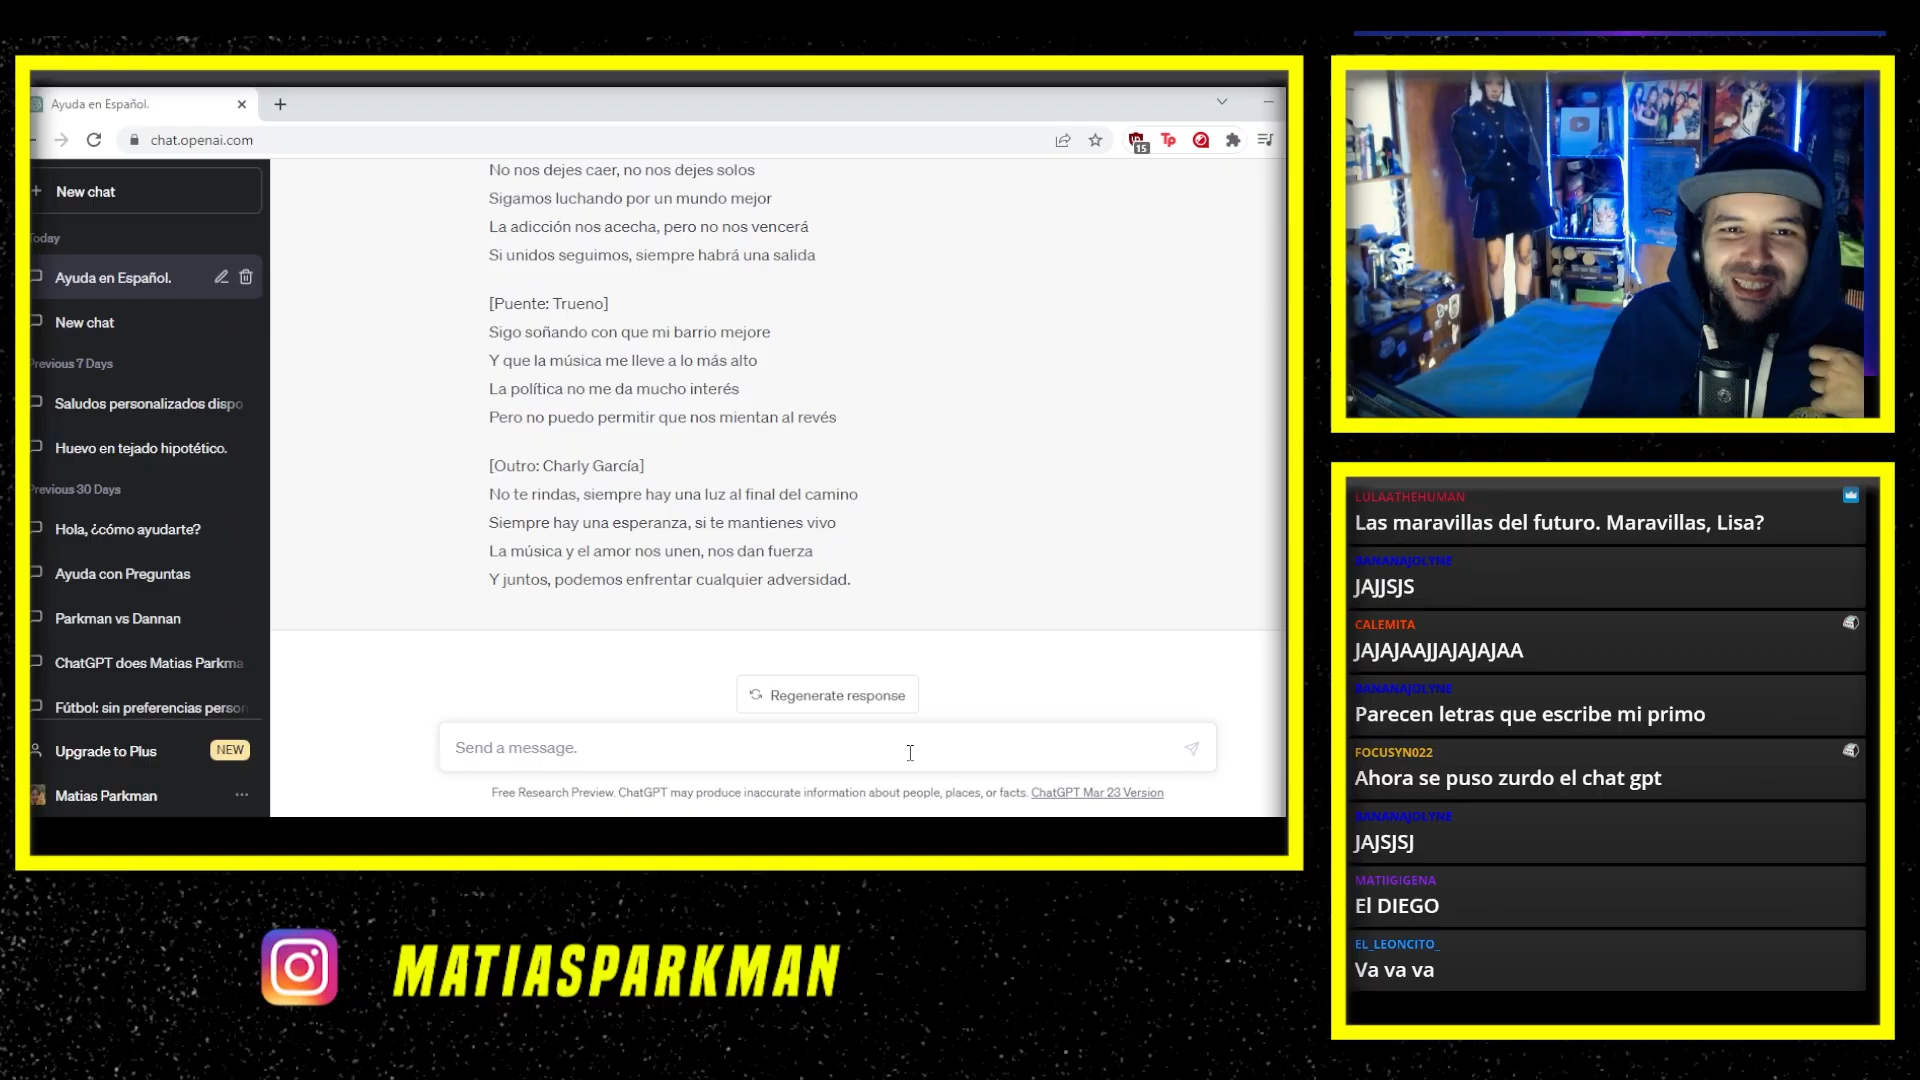 Ayuda en Español.
chat.openai.com
15
Tp
New chat
Today
Ayuda en Español.
New chat
Previous 7 Days
Saludos personalizados dispo
Huevo en tejado hipotético.
Previous 30 Days
Hola, ¿cómo ayudarte?
Ayuda con Preguntas
Parkman vs Dannan
ChatGPT does Matias Parkma
Fútbol: sin preferencias person
Upgrade to Plus
NEW
Matias Parkman
No nos dejes caer, no nos dejes solos
Sigamos luchando por un mundo mejor
La adicción nos acecha, pero no nos vencerá
Si unidos seguimos, siempre habrá una salida
[Puente: Trueno]
Sigo soñando con que mi barrio mejore
Y que la música me lleve a lo más alto
La política no me da mucho interés
Pero no puedo permitir que nos mientan al revés
[Outro: Charly García]
No te rindas, siempre hay una luz al final del camino
Siempre hay una esperanza, si te mantienes vivo
La música y el amor nos unen, nos dan fuerza
Y juntos, podemos enfrentar cualquier adversidad.
Regenerate response
Send a message.
Free Research Preview. ChatGPT may produce inaccurate information about people, places, or facts. ChatGPT Mar 23 Version
LULAATHEHUMAN
Las maravillas del futuro. Maravillas, Lisa?
BANANAJOLYNE
JAJJSJS
CALEMITA
JAJAJAAJJAJAJAJAA
BANANAJOLYNE
Parecen letras que escribe mi primo
FOCUSYN022
Ahora se puso zurdo el chat gpt
BANANAJOLYNE
JAJSJSJ
MATIIGIGENA
El DIEGO
EL_LEONCITO_
Va va va
MATIASPARKMAN